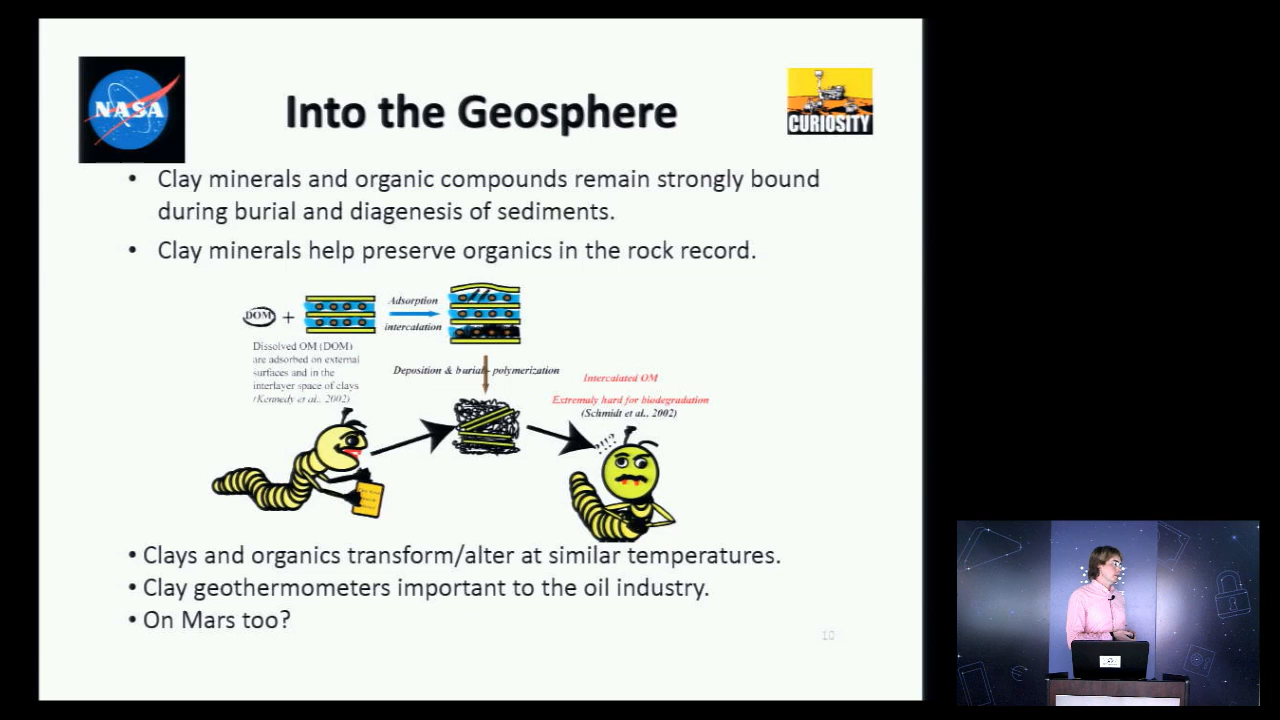 NASA
Into the Geosphere
CURIOSITY
• Clay minerals and organic compounds remain strongly bound
during burial and diagenesis of sediments.
• Clay minerals help preserve organics in the rock record.
DOM +
Adsorption
intercalation
Dissolved OM (DOM)
are adsorbed on external
surfaces and in the
interlayer space of clays
(Kennedy et al., 2002)
Deposition & burial- polymerization
Intercalated OM
Extremely hard for biodegradation
(Schmidt et al., 2002)
• Clays and organics transform/alter at similar temperatures.
• Clay geothermometers important to the oil industry.
• On Mars too?
10